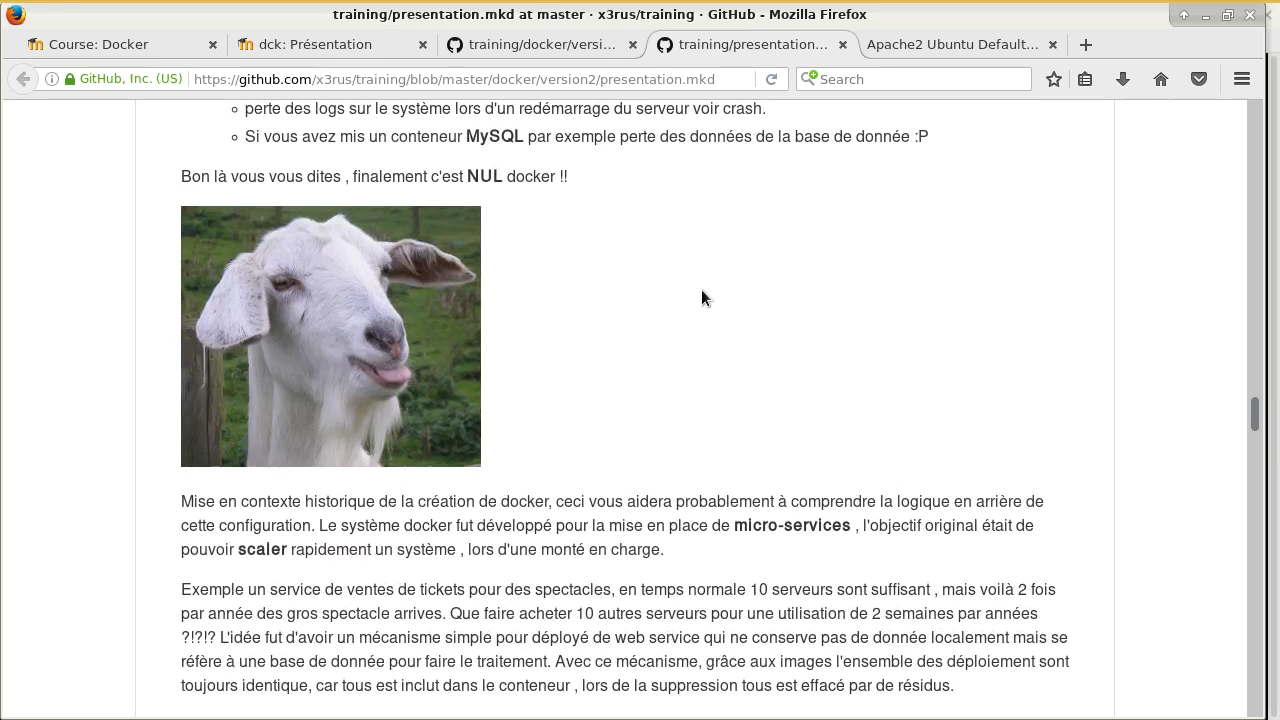 training/presentation.mkd at master · x3rus/training · GitHub - Mozilla Firefox
Course: Docker
dck: Présentation
training/docker/versi...
training/presentation...
Apache2 Ubuntu Default...
GitHub, Inc. (US)
https://github.com/x3rus/training/blob/master/docker/version2/presentation.mkd
Search
perte des logs sur le système lors d'un redémarrage du serveur voir crash.
Si vous avez mis un conteneur MySQL par exemple perte des données de la base de donnée :P
Bon là vous vous dites , finalement c'est NUL docker !!
Mise en contexte historique de la création de docker, ceci vous aidera probablement à comprendre la logique en arrière de
cette configuration. Le système docker fut développé pour la mise en place de micro-services , l'objectif original était de
pouvoir scaler rapidement un système , lors d'une monté en charge.
Exemple un service de ventes de tickets pour des spectacles, en temps normale 10 serveurs sont suffisant , mais voilà 2 fois
par année des gros spectacle arrives. Que faire acheter 10 autres serveurs pour une utilisation de 2 semaines par années
?!?!? L'idée fut d'avoir un mécanisme simple pour déployé de web service qui ne conserve pas de donnée localement mais se
réfère à une base de donnée pour faire le traitement. Avec ce mécanisme, grâce aux images l'ensemble des déploiement sont
toujours identique, car tous est inclut dans le conteneur , lors de la suppression tous est effacé par de résidus.